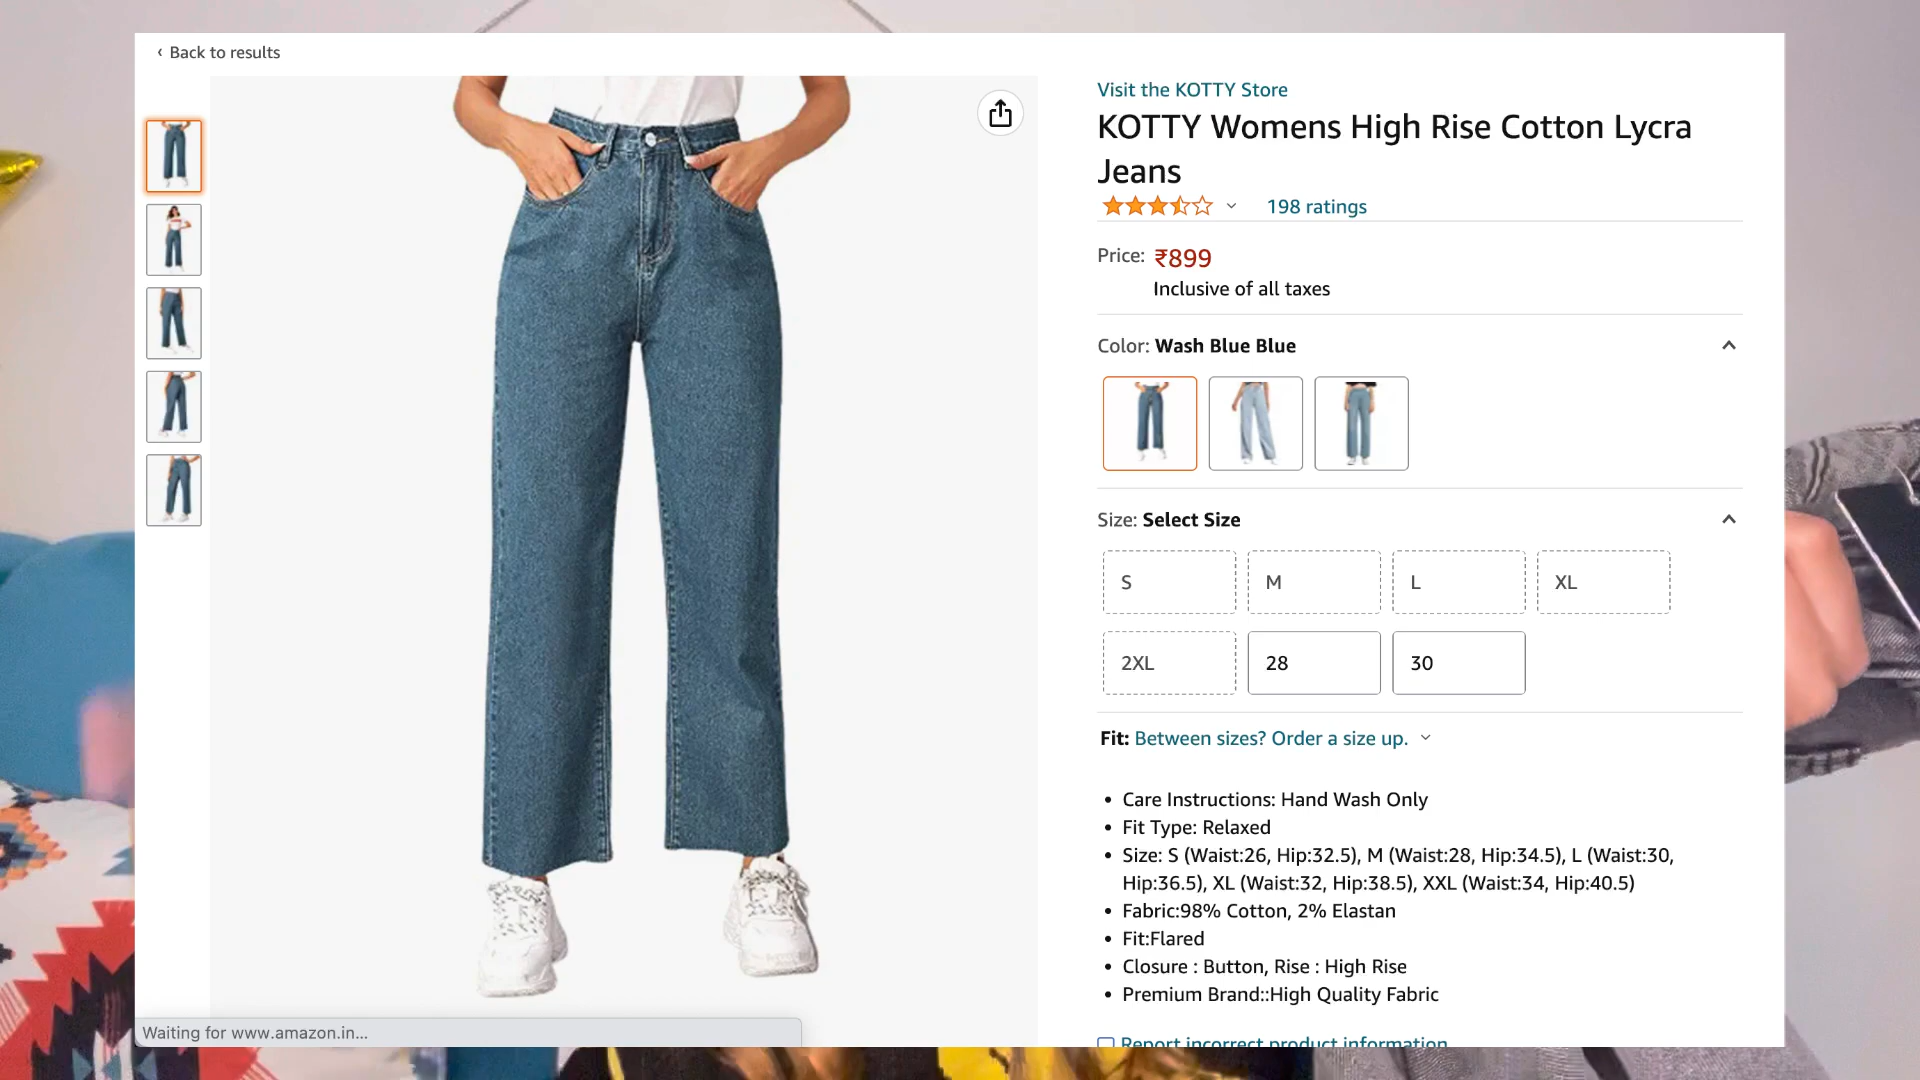 ‹ Back to results
Visit the KOTTY Store
KOTTY Womens High Rise Cotton Lycra
Jeans
198 ratings
Price: ₹899
Inclusive of all taxes
Color: Wash Blue Blue
Size: Select Size
S
M
L
XL
2XL
28
30
Fit: Between sizes? Order a size up.
• Care Instructions: Hand Wash Only
• Fit Type: Relaxed
• Size: S (Waist:26, Hip:32.5), M (Waist:28, Hip:34.5), L (Waist:30,
Hip:36.5), XL (Waist:32, Hip:38.5), XXL (Waist:34, Hip:40.5)
• Fabric:98% Cotton, 2% Elastan
• Fit:Flared
• Closure : Button, Rise : High Rise
• Premium Brand::High Quality Fabric
Report incorrect product information
Waiting for www.amazon.in...